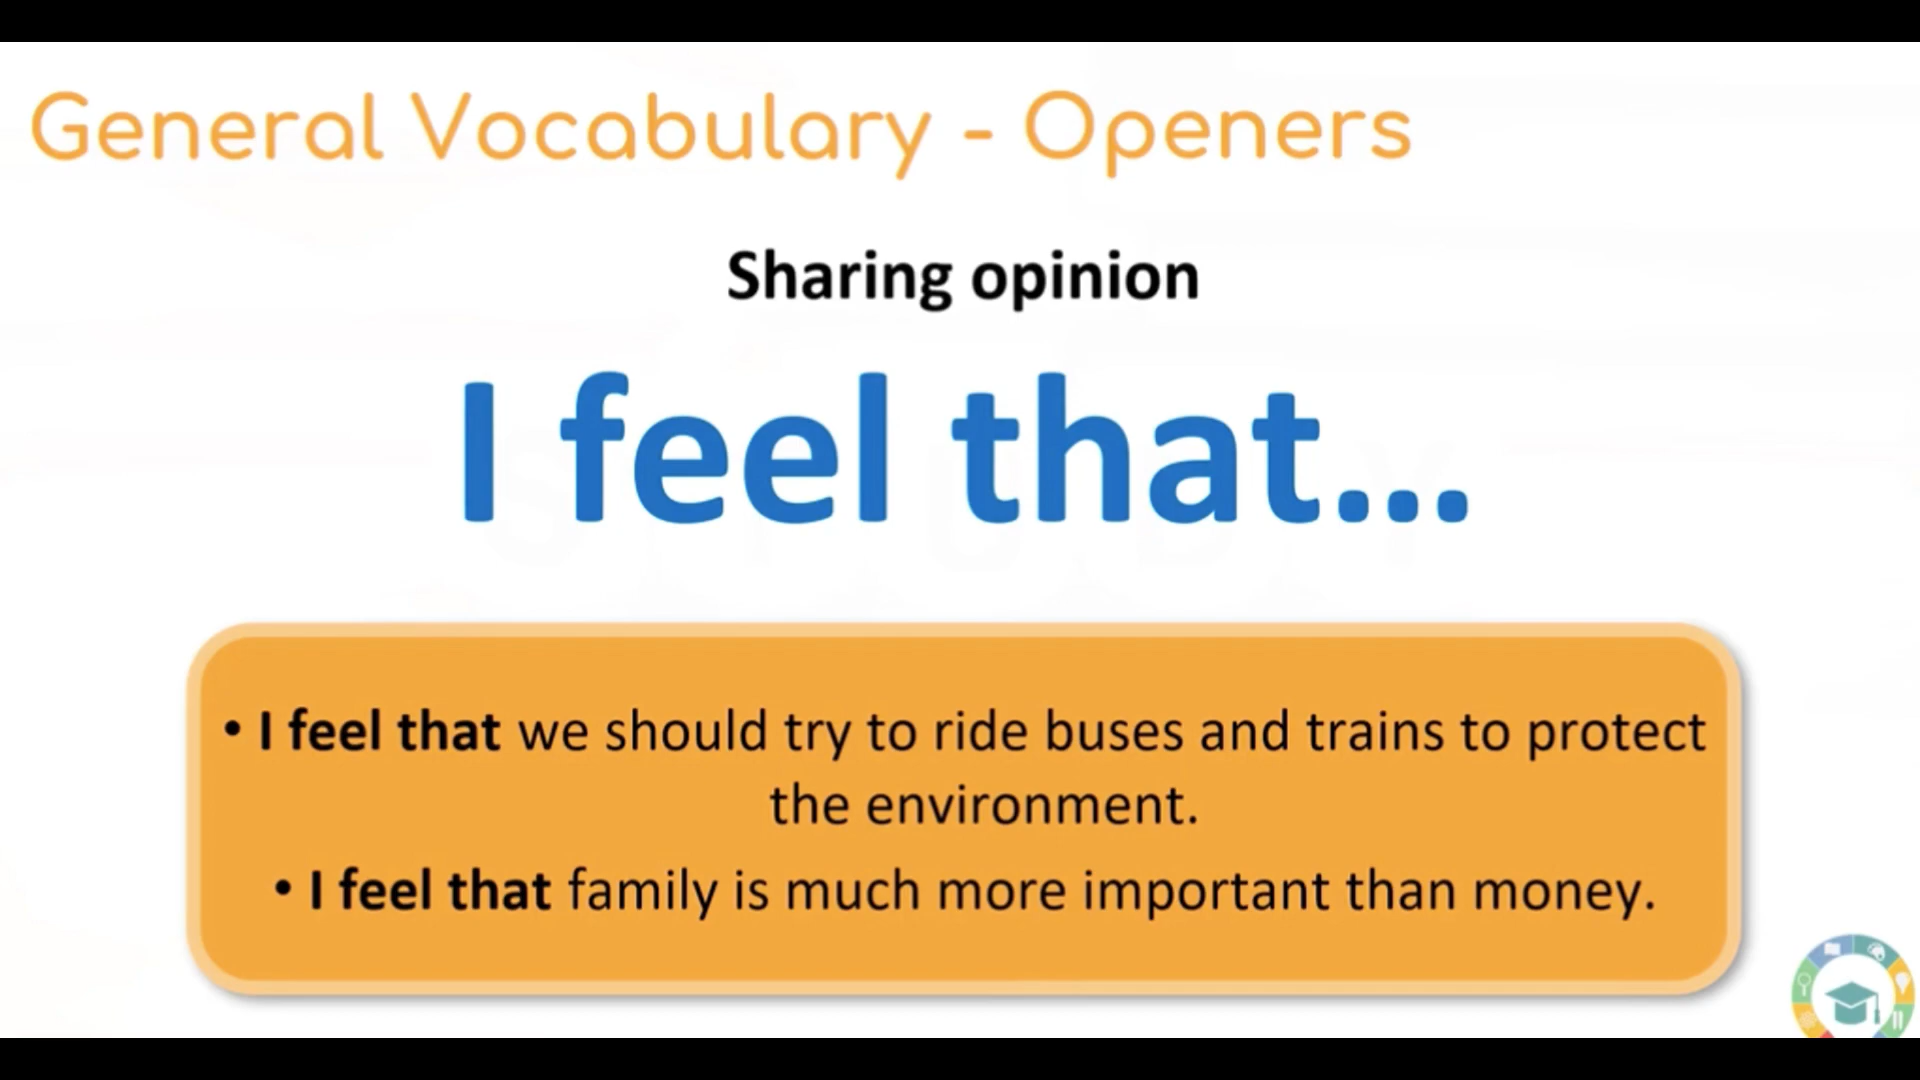 General Vocabulary - Openers
Sharing opinion
I feel that...
• I feel that we should try to ride buses and trains to protect
the environment.
• I feel that family is much more important than money.